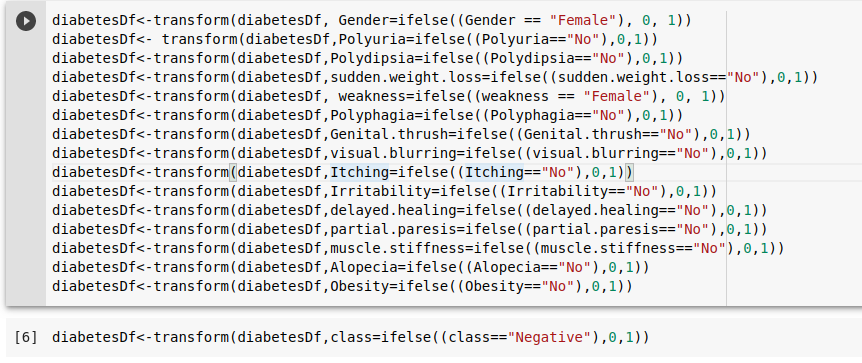 diabetesDf<-transform(diabetesDf, Gender=ifelse((Gender == "Female"), 0, 1))
diabetesDf<- transform(diabetesDf,Polyuria=ifelse((Polyuria=="No"),0,1))
diabetesDf<-transform(diabetesDf,Polydipsia=ifelse((Polydipsia=="No"),0,1))
diabetesDf<-transform(diabetesDf,sudden.weight.loss=ifelse((sudden.weight.loss=="No"),0,1))
diabetesDf<-transform(diabetesDf, weakness=ifelse((weakness == "Female"), 0, 1))
diabetesDf<-transform(diabetesDf,Polyphagia=ifelse((Polyphagia=="No"),0,1))
diabetesDf<-transform(diabetesDf,Genital.thrush=ifelse((Genital.thrush=="No"),0,1))
diabetesDf<-transform(diabetesDf,visual.blurring=ifelse((visual.blurring=="No"),0,1))
diabetesDf<-transform(diabetesDf,Itching=ifelse((Itching=="No"),0,1))
diabetesDf<-transform(diabetesDf,Irritability=ifelse((Irritability=="No"),0,1))
diabetesDf<-transform(diabetesDf,delayed.healing=ifelse((delayed.healing=="No"),0,1))
diabetesDf<-transform(diabetesDf,partial.paresis=ifelse((partial.paresis=="No"),0,1))
diabetesDf<-transform(diabetesDf,muscle.stiffness=ifelse((muscle.stiffness=="No"),0,1))
diabetesDf<-transform(diabetesDf,Alopecia=ifelse((Alopecia=="No"),0,1))
diabetesDf<-transform(diabetesDf,Obesity=ifelse((Obesity=="No"),0,1))
[6] diabetesDf<-transform(diabetesDf,class=ifelse((class=="Negative"),0,1))